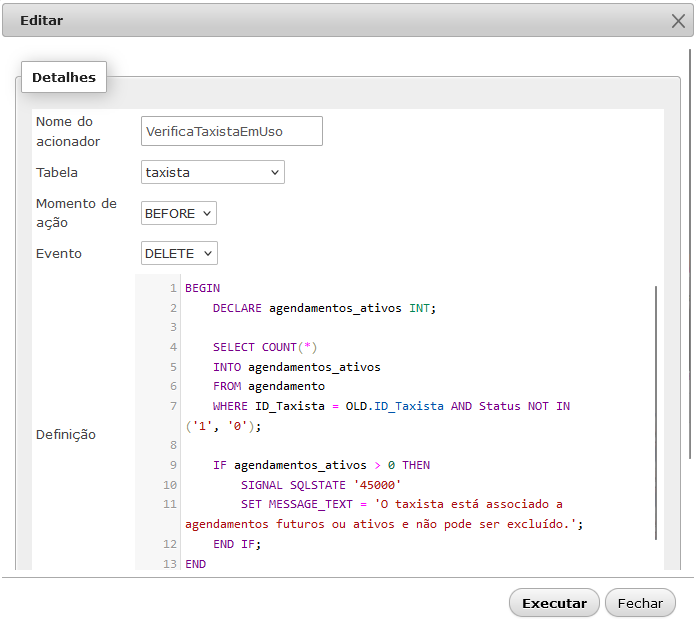 Editar
Detalhes
Nome do
acionador
VerificaTaxistaEmUso
Tabela
taxista
Momento de
ação
BEFORE
Evento
DELETE
Definição
1 BEGIN
2 DECLARE agendamentos_ativos INT;
3
4 SELECT COUNT(*)
5 INTO agendamentos_ativos
6 FROM agendamento
7 WHERE ID_Taxista = OLD.ID_Taxista AND Status NOT IN
('1', '0');
8
9 IF agendamentos_ativos > 0 THEN
10 SIGNAL SQLSTATE '45000'
11 SET MESSAGE_TEXT = 'O taxista está associado a
agendamentos futuros ou ativos e não pode ser excluído.';
12 END IF;
13 END
Executar
Fechar